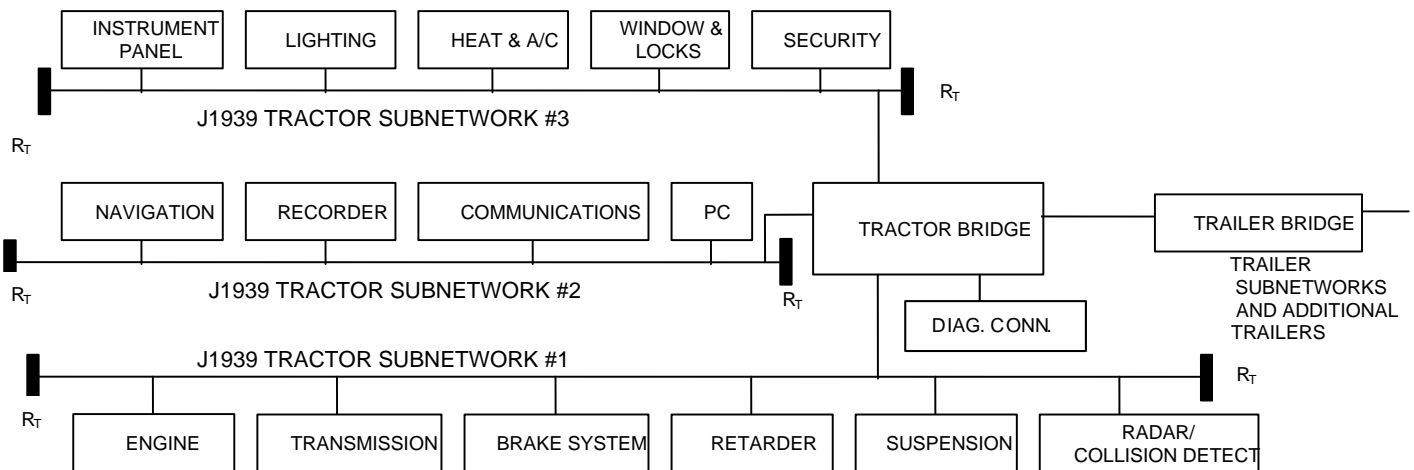 INSTRUMENT
PANEL
LIGHTING
HEAT & A/C
WINDOW &
LOCKS
SECURITY
R_T
J1939 TRACTOR SUBNETWORK #3
R_T
NAVIGATION
RECORDER
COMMUNICATIONS
PC
TRACTOR BRIDGE
TRAILER BRIDGE
R_T
J1939 TRACTOR SUBNETWORK #2
R_T
TRAILER
SUBNETWORKS
AND ADDITIONAL
TRAILERS
DIAG. CONN.
J1939 TRACTOR SUBNETWORK #1
R_T
R_T
ENGINE
TRANSMISSION
BRAKE SYSTEM
RETARDER
SUSPENSION
RADAR/
COLLISION DETECT